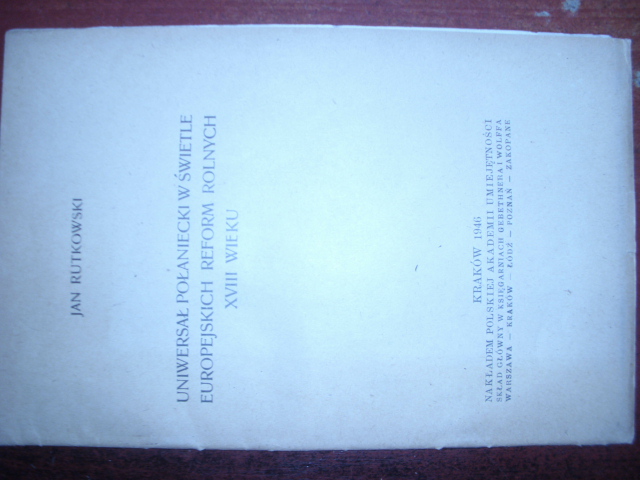 JAN RUTKOWSKI
UNIWERSAŁ POŁANIECKI W ŚWIETLE
EUROPEJSKICH REFORM ROLNYCH
XVIII WIEKU
KRAKÓW 1946
NAKŁADEM POLSKIEJ AKADEMII UMIEJĘTNOŚCI
SKŁAD GŁÓWNY W KSIĘGARNIACH GEBETHNERA I WOLFFA
WARSZAWA — KRAKÓW — ŁÓDŹ — POZNAŃ — ZAKOPANE